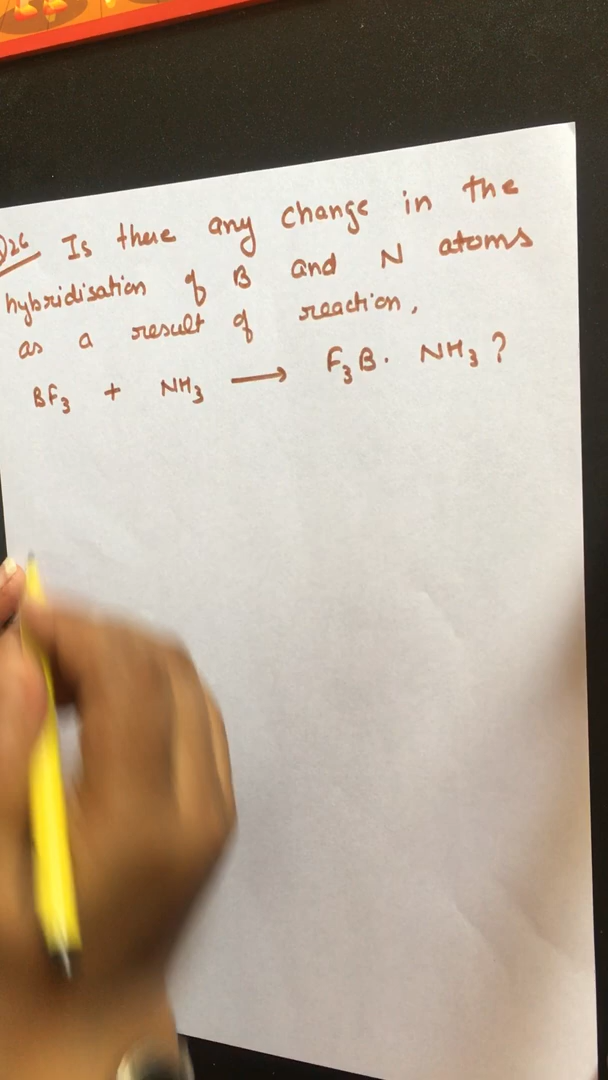 Q26 Is there any change in the
hybridisation of B and N atoms
as a result of reaction,
BF3 + NH3 ⟶ F3B. NH3 ?